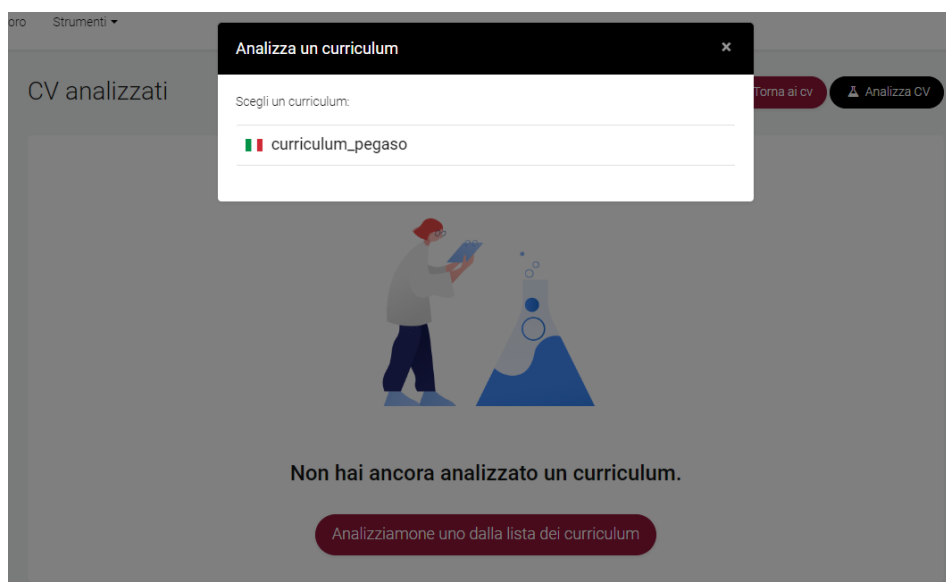 oro Strumenti
Analizza un curriculum ×
CV analizzati
Torna ai cv Analizza CV
Scegli un curriculum:
curriculum_pegaso
Non hai ancora analizzato un curriculum.
Analizziamone uno dalla lista dei curriculum